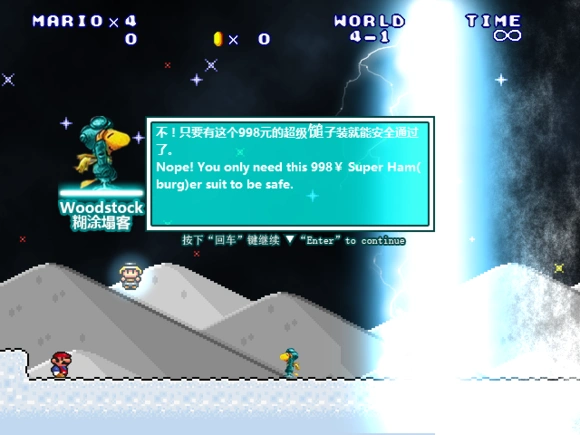 MARIO×4 WORLD TIME
0 × 0 4-1 ∞
不！只要有这个998元的超级馅子装就能安全通过
了。
Nope! You only need this 998¥ Super Ham(
burg)er suit to be safe.
Woodstock
糊涂塌客
按下“回车”键继续 ▼ “Enter” to continue